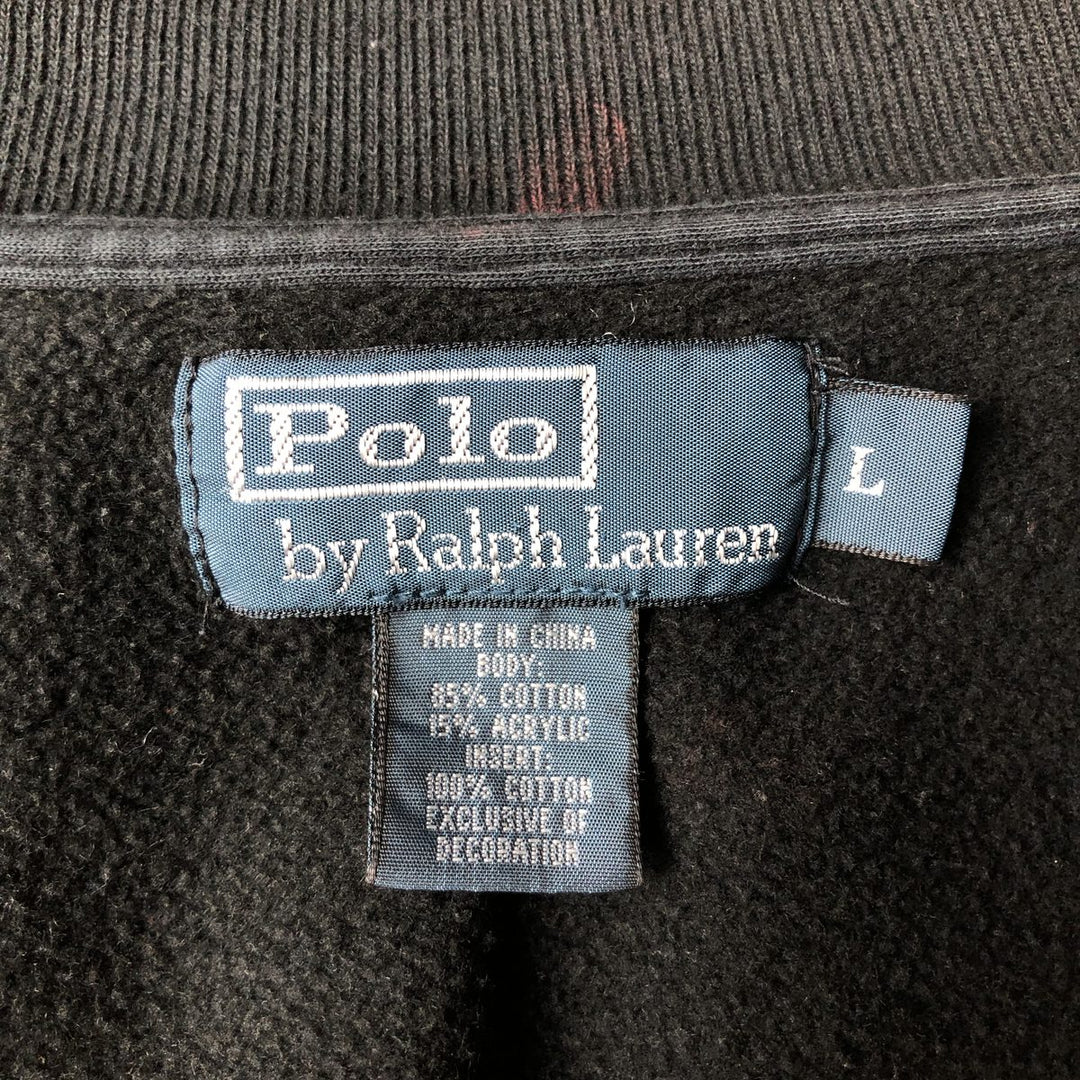 Polo
by Ralph Lauren
L
MADE IN CHINA
BODY:
85% COTTON
15% ACRYLIC
INSERT:
100% COTTON
EXCLUSIVE OF
DECORATION